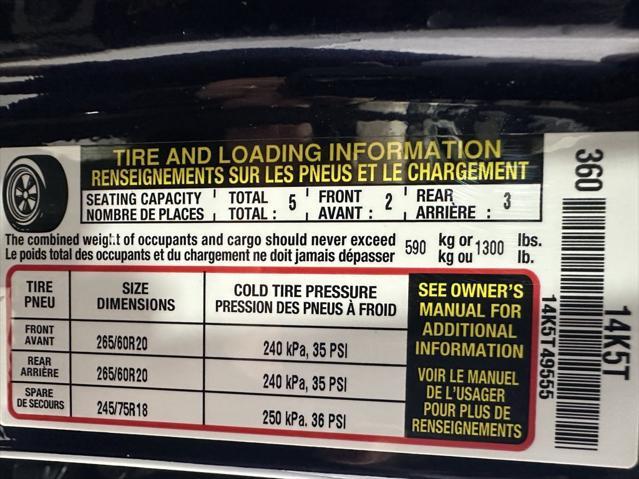 TIRE AND LOADING INFORMATION
RENSEIGNEMENTS SUR LES PNEUS ET LE CHARGEMENT
SEATING CAPACITY TOTAL 5 FRONT 2 REAR 3
NOMBRE DE PLACES TOTAL : AVANT : ARRIÈRE :
The combined weight of occupants and cargo should never exceed 590 kg or 1300 lbs.
Le poids total des occupants et du chargement ne doit jamais dépasser kg ou lb.
TIRE SIZE COLD TIRE PRESSURE
PNEU DIMENSIONS PRESSION DES PNEUS À FROID
FRONT
AVANT 265/60R20 240 kPa, 35 PSI
REAR
ARRIÈRE 265/60R20 240 kPa, 35 PSI
SPARE
DE SECOURS 245/75R18 250 kPa. 36 PSI
SEE OWNER'S
MANUAL FOR
ADDITIONAL
INFORMATION
VOIR LE MANUEL
DE L'USAGER
POUR PLUS DE
RENSEIGNEMENTS
360
14K5T
14K5T49555